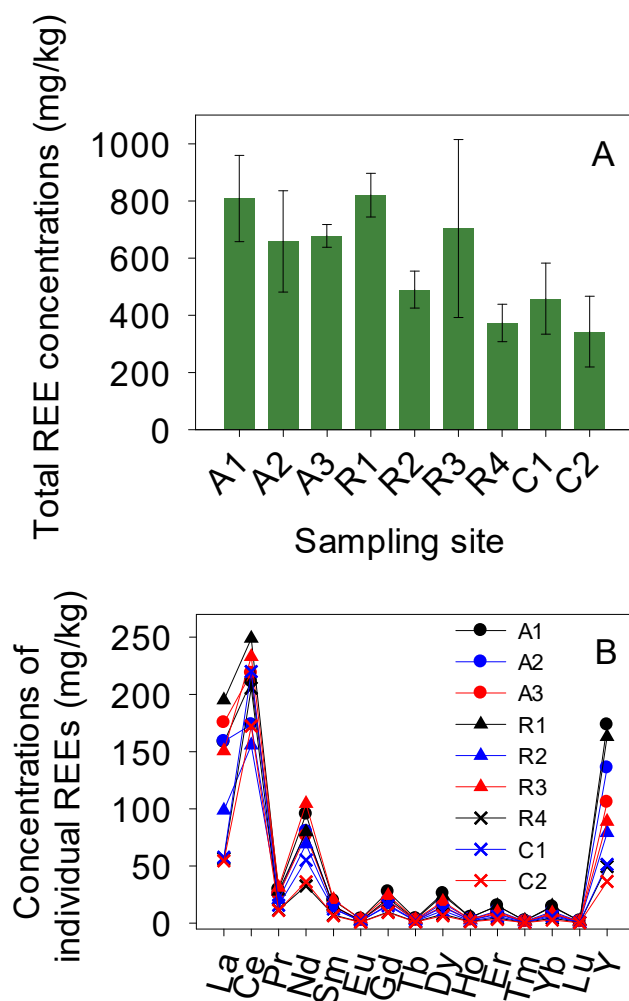 Total REE concentrations (mg/kg)
1000
800
600
400
200
0
A
A1 A2 A3 R1 R2 R3 R4 C1 C2
Sampling site
Concentrations of
individual REEs (mg/kg)
250
200
150
100
50
0
B
A1
A2
A3
R1
R2
R3
R4
C1
C2
La Ce Pr Nd Sm Eu Gd Tb Dy Ho Er Tm Yb Lu Y